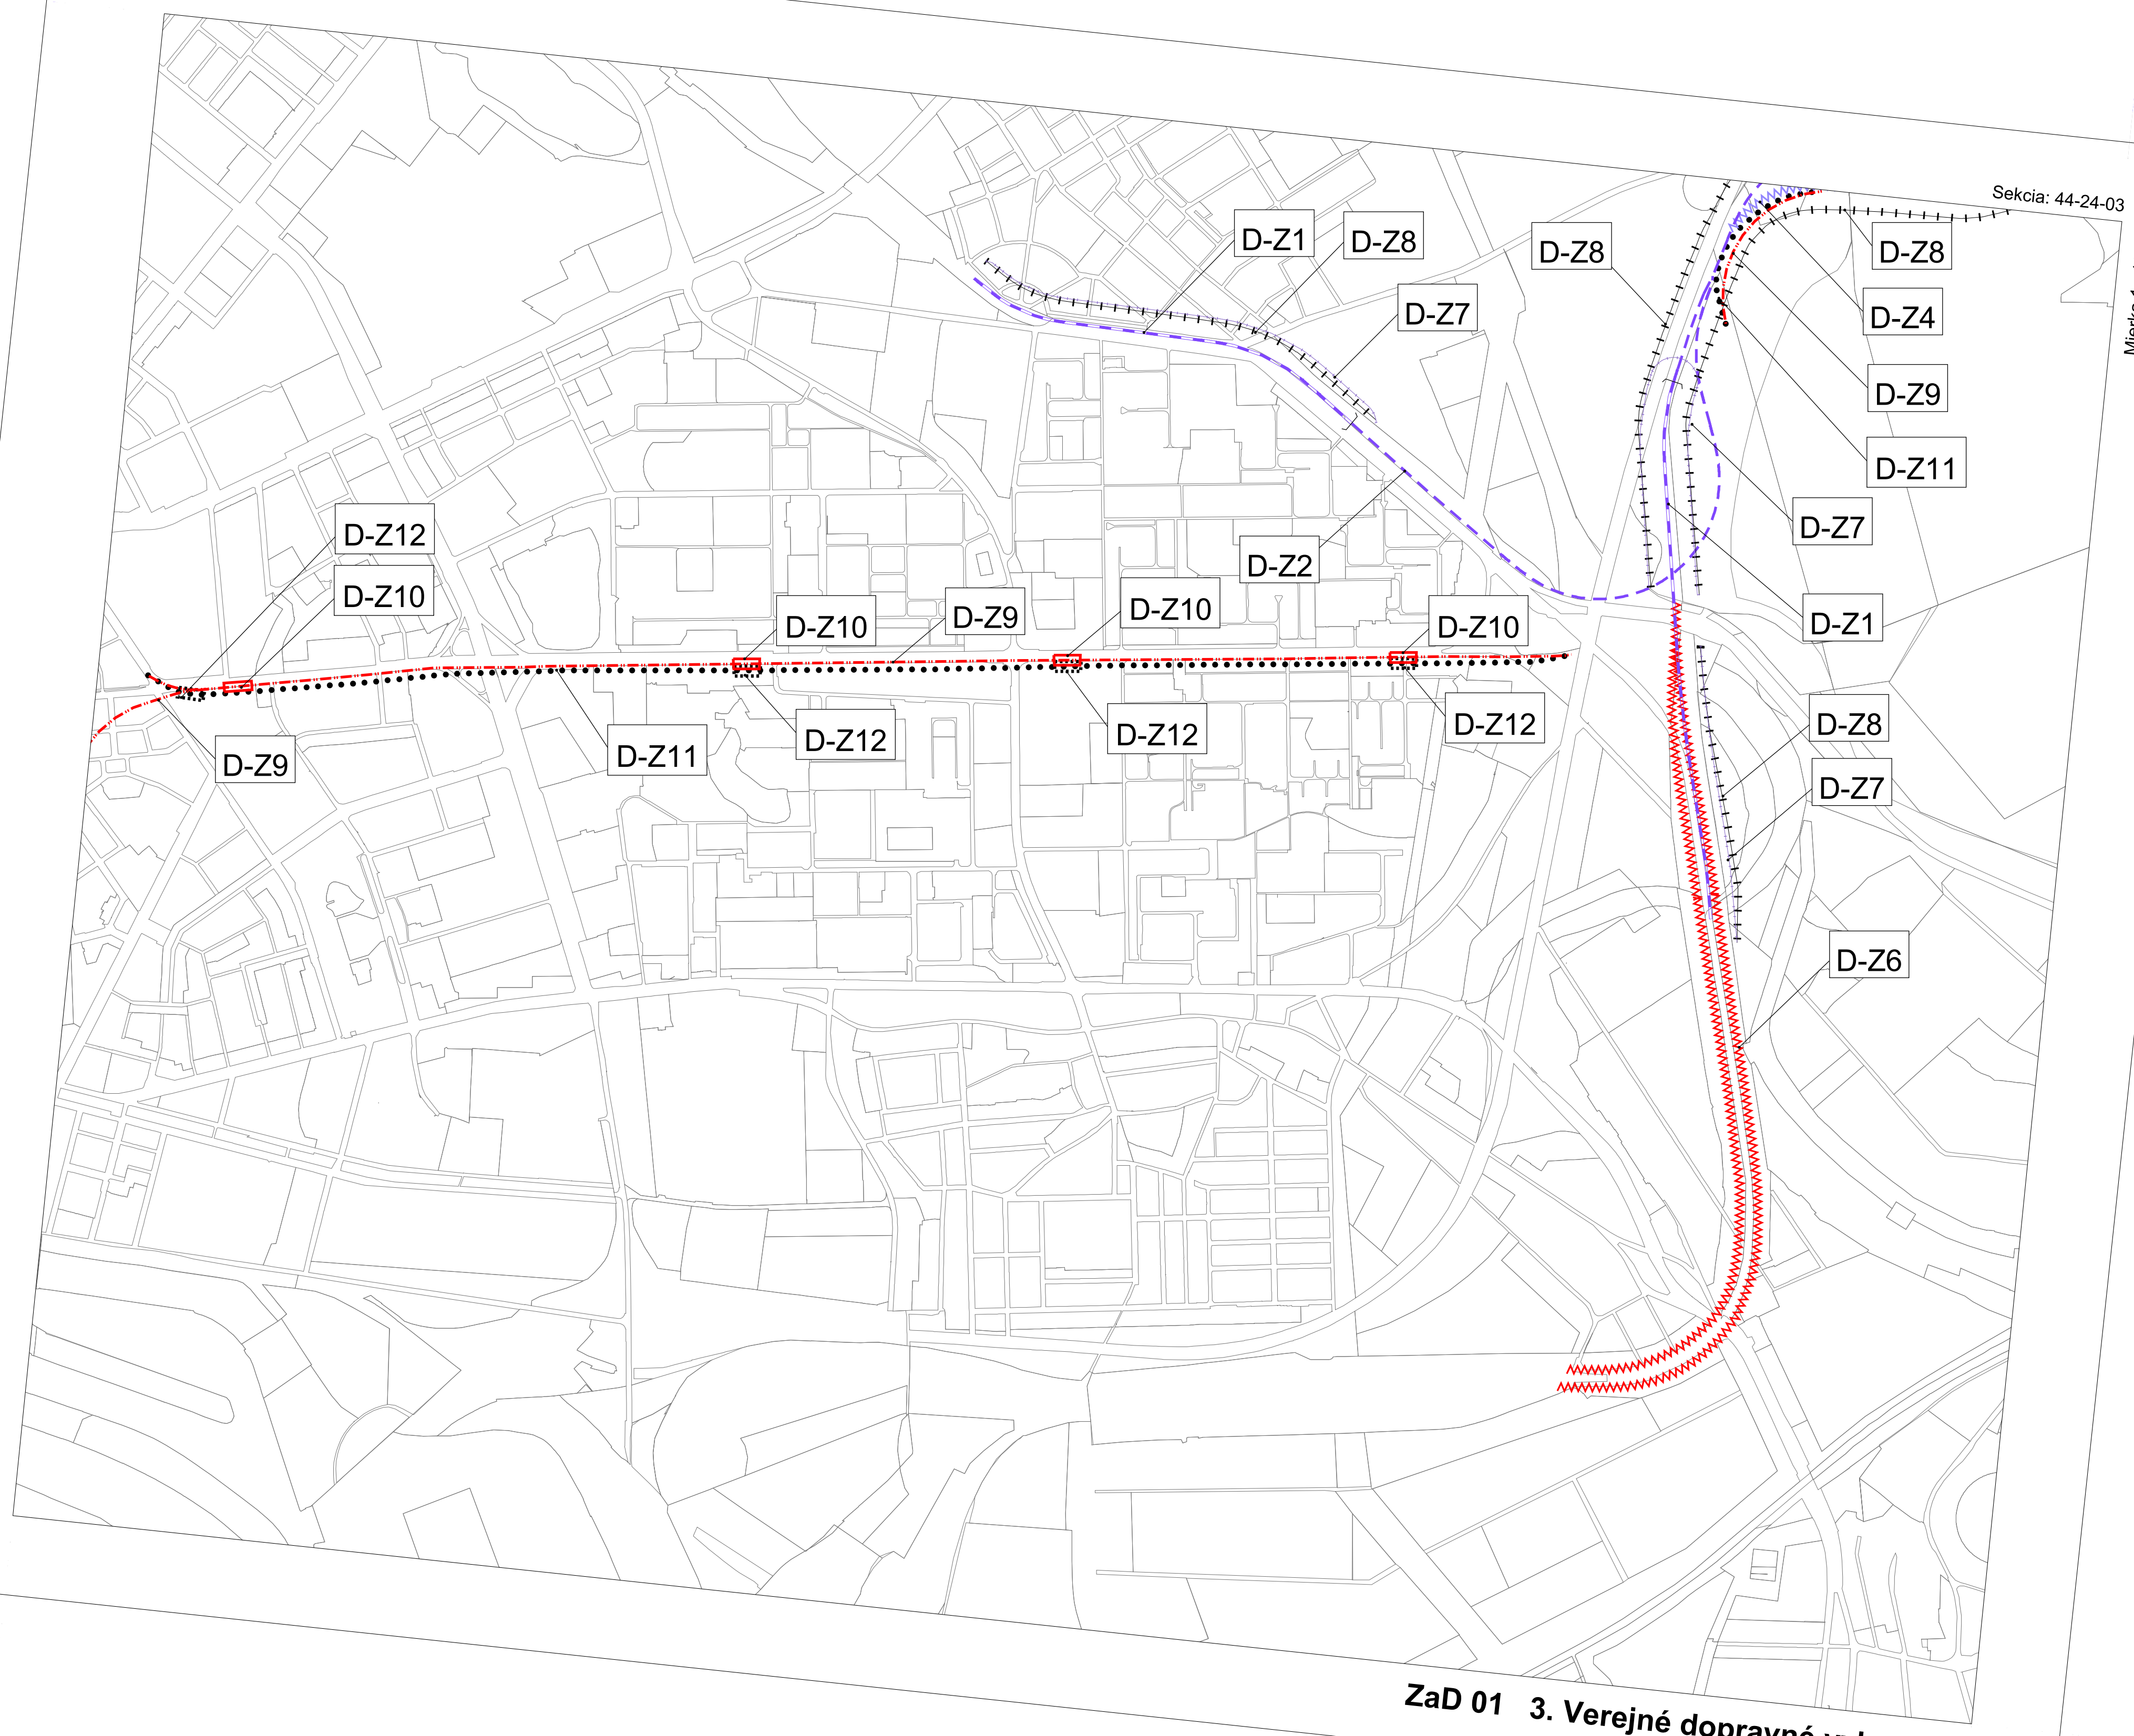 Sekcia: 44-24-03
D-Z1
D-Z8
D-Z8
D-Z8
D-Z7
D-Z4
D-Z9
D-Z11
D-Z12
D-Z7
D-Z2
D-Z10
D-Z10
D-Z9
D-Z10
D-Z10
D-Z1
D-Z9
D-Z11
D-Z12
D-Z12
D-Z12
D-Z8
D-Z7
D-Z6
ZaD 01 3. Verejné dopravné